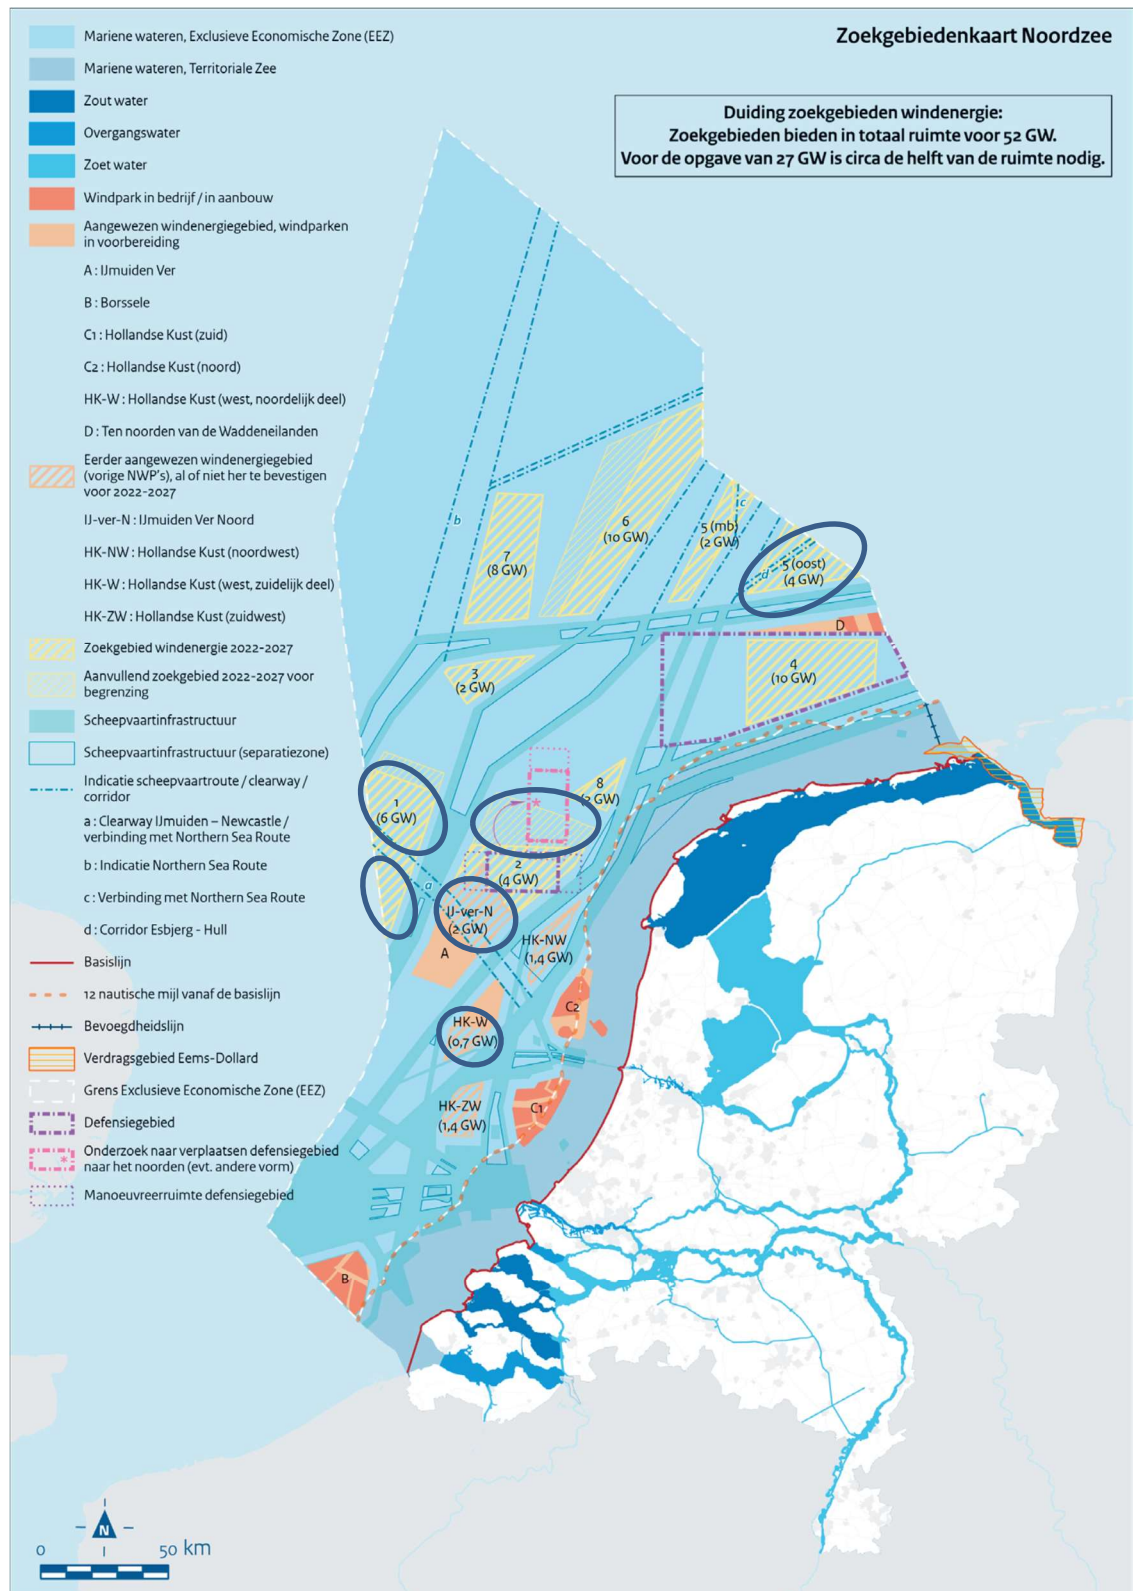 Zoekgebiedenkaart Noordzee
Duiding zoekgebieden windenergie:
Zoekgebieden bieden in totaal ruimte voor 52 GW.
Voor de opgave van 27 GW is circa de helft van de ruimte nodig.
Mariene wateren, Exclusieve Economische Zone (EEZ)
Mariene wateren, Territoriale Zee
Zout water
Overgangswater
Zoet water
Windpark in bedrijf / in aanbouw
Aangewezen windenergiegebied, windparken
in voorbereiding
A : IJmuiden Ver
B : Borssele
C1 : Hollandse Kust (zuid)
C2 : Hollandse Kust (noord)
HK-W : Hollandse Kust (west, noordelijk deel)
D : Ten noorden van de Waddeneilanden
Eerder aangewezen windenergiegebied
(vorige NWP's), al of niet her te bevestigen
voor 2022-2027
IJ-ver-N : IJmuiden Ver Noord
HK-NW : Hollandse Kust (noordwest)
HK-W : Hollandse Kust (west, zuidelijk deel)
HK-ZW : Hollandse Kust (zuidwest)
Zoekgebied windenergie 2022-2027
Aanvullend zoekgebied 2022-2027 voor
begrenzing
Scheepvaartinfrastructuur
Scheepvaartinfrastructuur (separatiezone)
Indicatie scheepvaartroute / clearway /
corridor
a : Clearway IJmuiden – Newcastle /
verbinding met Northern Sea Route
b : Indicatie Northern Sea Route
c : Verbinding met Northern Sea Route
d : Corridor Esbjerg - Hull
Basislijn
12 nautische mijl vanaf de basislijn
Bevoegdheidslijn
Verdragsgebied Eems-Dollard
Grens Exclusieve Economische Zone (EEZ)
Defensiegebied
*
Onderzoek naar verplaatsen defensiegebied
naar het noorden (evt. andere vorm)
Manoeuvreerruimte defensiegebied
b
c
6
(10 GW)
5 (mb)
(2 GW)
7
(8 GW)
5 (oost)
d
(4 GW)
D
3
(2 GW)
4
(10 GW)
1
(6 GW)
8
(2 GW)
*
2
(4 GW)
a
IJ-ver-N
(2 GW)
A
HK-NW
(1,4 GW)
C2
HK-W
(0,7 GW)
HK-ZW
(1,4 GW)
C1
B
N
0
50 km